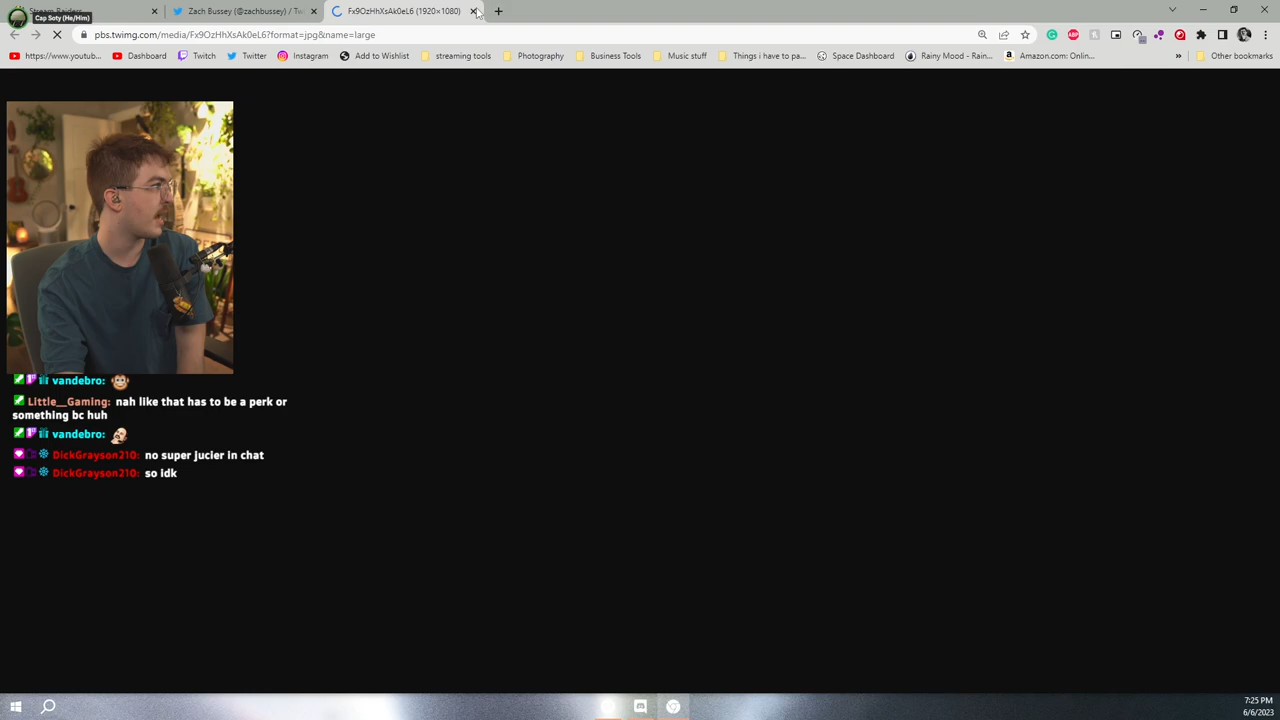 Stream Raiders
Cap Soty (He/Him)
Zach Bussey (@zachbussey) / Tw
Fx9OzHhXsAk0eL6 (1920×1080)
pbs.twimg.com/media/Fx9OzHhXsAk0eL6?format=jpg&name=large
https://www.youtub... Dashboard Twitch Twitter Instagram Add to Wishlist streaming tools Photography Business Tools Music stuff Things i have to pa... Space Dashboard Rainy Mood - Rain... Amazon.com: Onlin... » Other bookmarks
vandebro:
Little__Gaming: nah like that has to be a perk or
something bc huh
vandebro:
DickGrayson210: no super jucier in chat
DickGrayson210: so idk
7:25 PM
6/6/2023